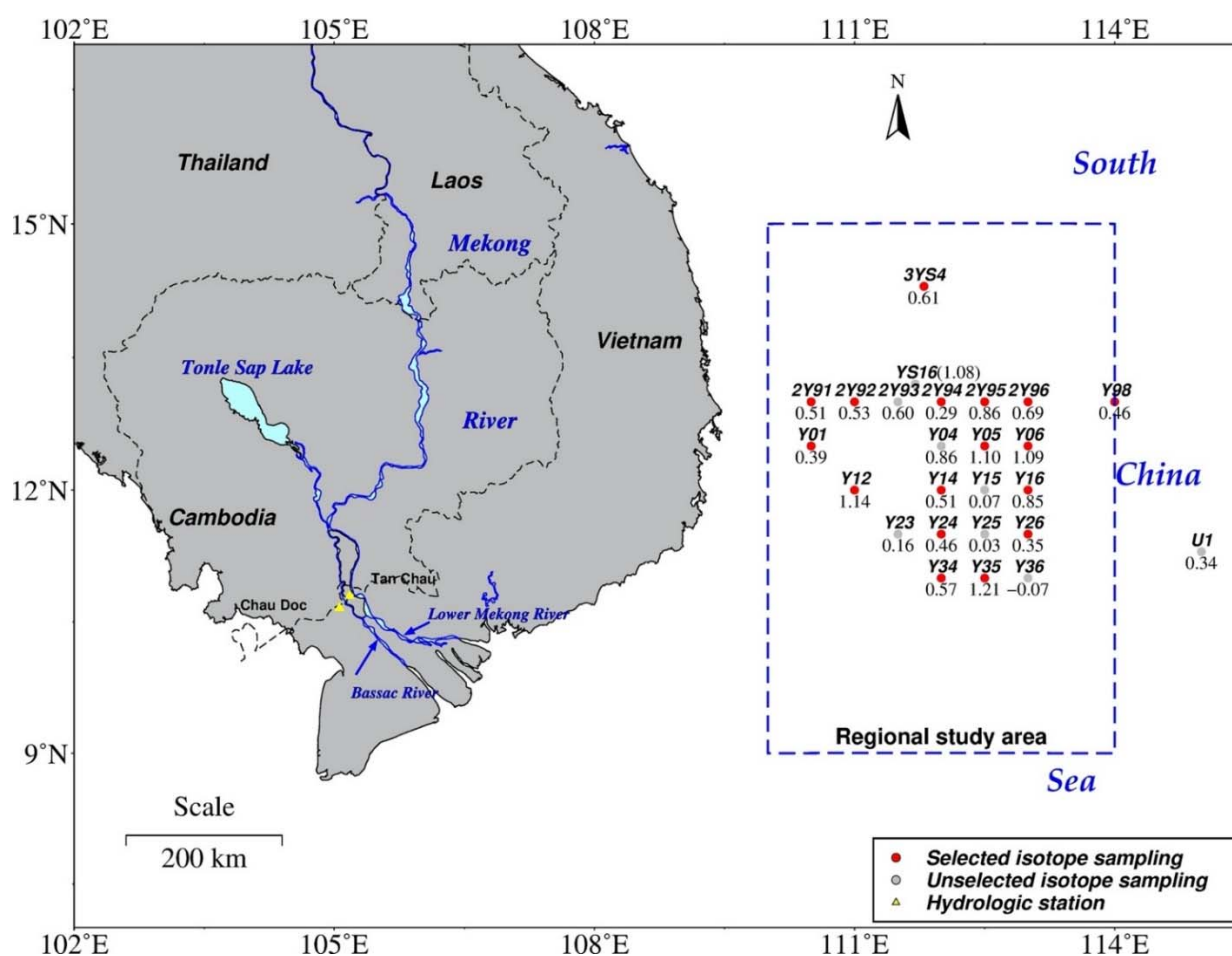 102°E 105°E 108°E 111°E 114°E
N
South
Thailand
Laos
15°N
Mekong
3YS4
0.61
Vietnam
Tonle Sap Lake
YS16(1.08)
2Y91 2Y92 2Y93 2Y94 2Y95 2Y96 Y98
0.51 0.53 0.60 0.29 0.86 0.69 0.46
River
Y01 Y04 Y05 Y06
0.39 0.86 1.10 1.09
China
12°N
Y12 Y14 Y15 Y16
1.14 0.51 0.07 0.85
Cambodia
Y23 Y24 Y25 Y26
0.16 0.46 0.03 0.35
U1
0.34
Tan Chau
Y34 Y35 Y36
0.57 1.21 −0.07
Chau Doc
Lower Mekong River
Bassac River
9°N
Regional study area
Sea
Scale
200 km
Selected isotope sampling
Unselected isotope sampling
Hydrologic station
102°E 105°E 108°E 111°E 114°E